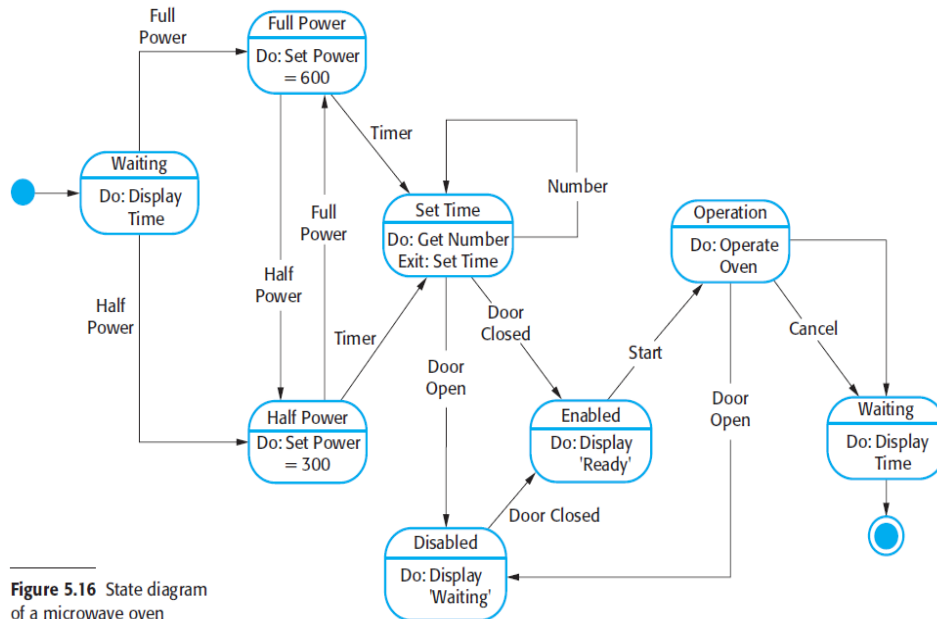 Full
Power
Full Power
Do: Set Power
= 600
Timer
Waiting
Do: Display
Time
Full
Power
Half
Power
Number
Set Time
Do: Get Number
Exit: Set Time
Operation
Do: Operate
Oven
Half
Power
Timer
Door
Closed
Door
Open
Start
Cancel
Door
Open
Half Power
Do: Set Power
= 300
Enabled
Do: Display
'Ready'
Waiting
Do: Display
Time
Door Closed
Disabled
Do: Display
'Waiting'
Figure 5.16 State diagram
of a microwave oven